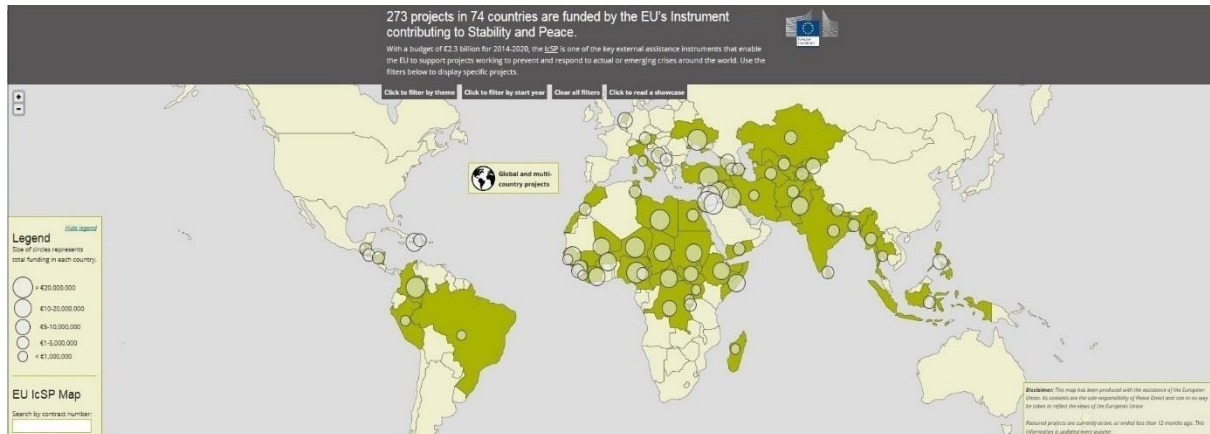 273 projects in 74 countries are funded by the EU's Instrument
contributing to Stability and Peace.
With a budget of €2.3 billion for 2014-2020, the IcSP is one of the key external assistance instruments that enable
the EU to support projects working to prevent and respond to actual or emerging crises around the world. Use the
filters below to display specific projects.
Click to filter by theme Click to filter by start year Clear all filters Click to read a showcase
+
-
Global and multi-
country projects
Hide legend
Legend
Size of circles represents
total funding in each country.
> €20,000,000
€10-20,000,000
€5-10,000,000
€1-5,000,000
< €1,000,000
EU IcSP Map
Search by contract number:
Disclaimer: This map has been produced with the assistance of the European
Union. Its contents are the sole responsibility of Peace Direct and can in no way
be taken to reflect the views of the European Union
Featured projects are currently active, or ended less than 12 months ago. This
information is updated every quarter.